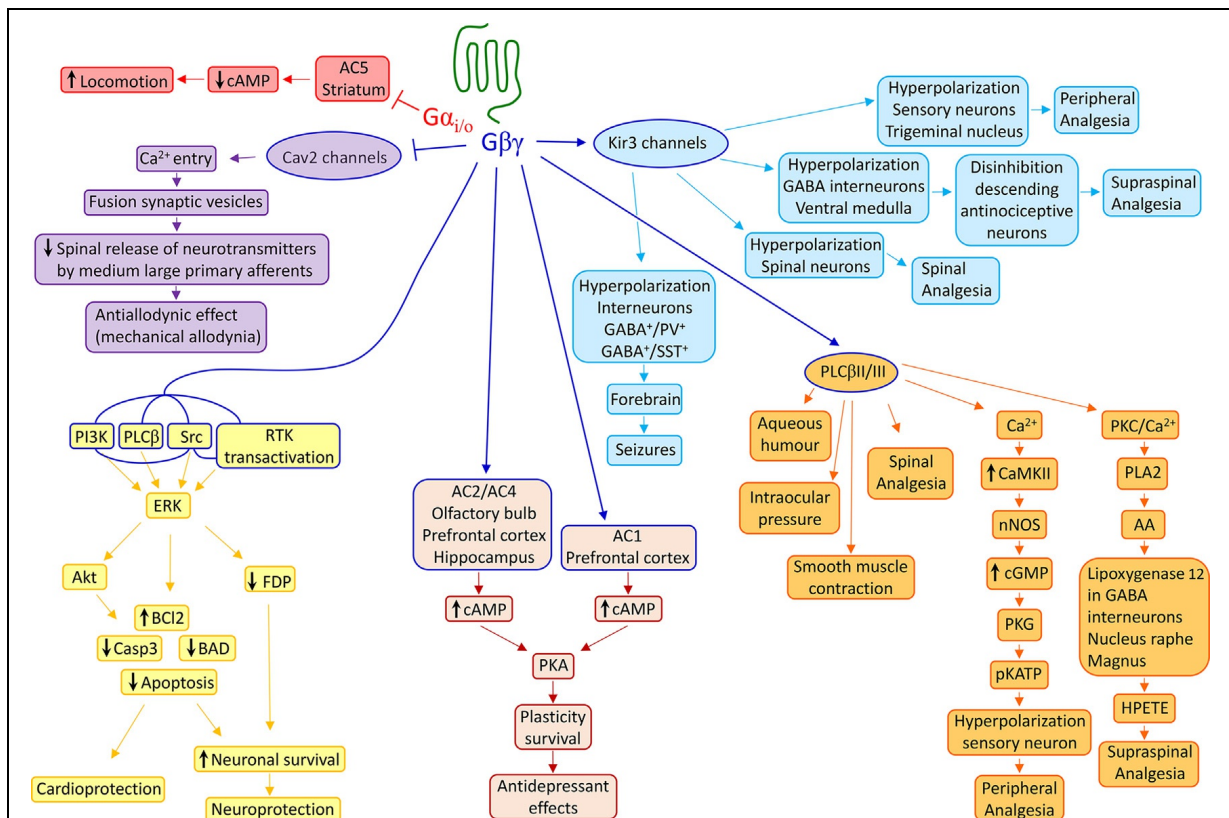 ↑Locomotion
↓cAMP
AC5
Striatum
Gαi/o
Gβγ
Cav2 channels
Ca²⁺ entry
Fusion synaptic vesicles
↓Spinal release of neurotransmitters
by medium large primary afferents
Antiallodynic effect
(mechanical allodynia)
Kir3 channels
Hyperpolarization
Sensory neurons
Trigeminal nucleus
Peripheral
Analgesia
Hyperpolarization
GABA interneurons
Ventral medulla
Disinhibition
descending
antinociceptive
neurons
Supraspinal
Analgesia
Hyperpolarization
Spinal neurons
Spinal
Analgesia
Hyperpolarization
Interneurons
GABA⁺/PV⁺
GABA⁺/SST⁺
Forebrain
Seizures
PI3K
PLCβ
Src
RTK
transactivation
ERK
Akt
↓FDP
↑BCl2
↓Casp3
↓BAD
↓Apoptosis
Cardioprotection
↑Neuronal survival
Neuroprotection
AC2/AC4
Olfactory bulb
Prefrontal cortex
Hippocampus
AC1
Prefrontal cortex
↑cAMP
↑cAMP
PKA
Plasticity
survival
Antidepressant
effects
PLCβII/III
Aqueous
humour
Intraocular
pressure
Smooth muscle
contraction
Spinal
Analgesia
Ca²⁺
↑CaMKII
nNOS
↑cGMP
PKG
pKATP
Hyperpolarization
sensory neuron
Peripheral
Analgesia
PKC/Ca²⁺
PLA2
AA
Lipoxygenase 12
in GABA
interneurons
Nucleus raphe
Magnus
HPETE
Supraspinal
Analgesia